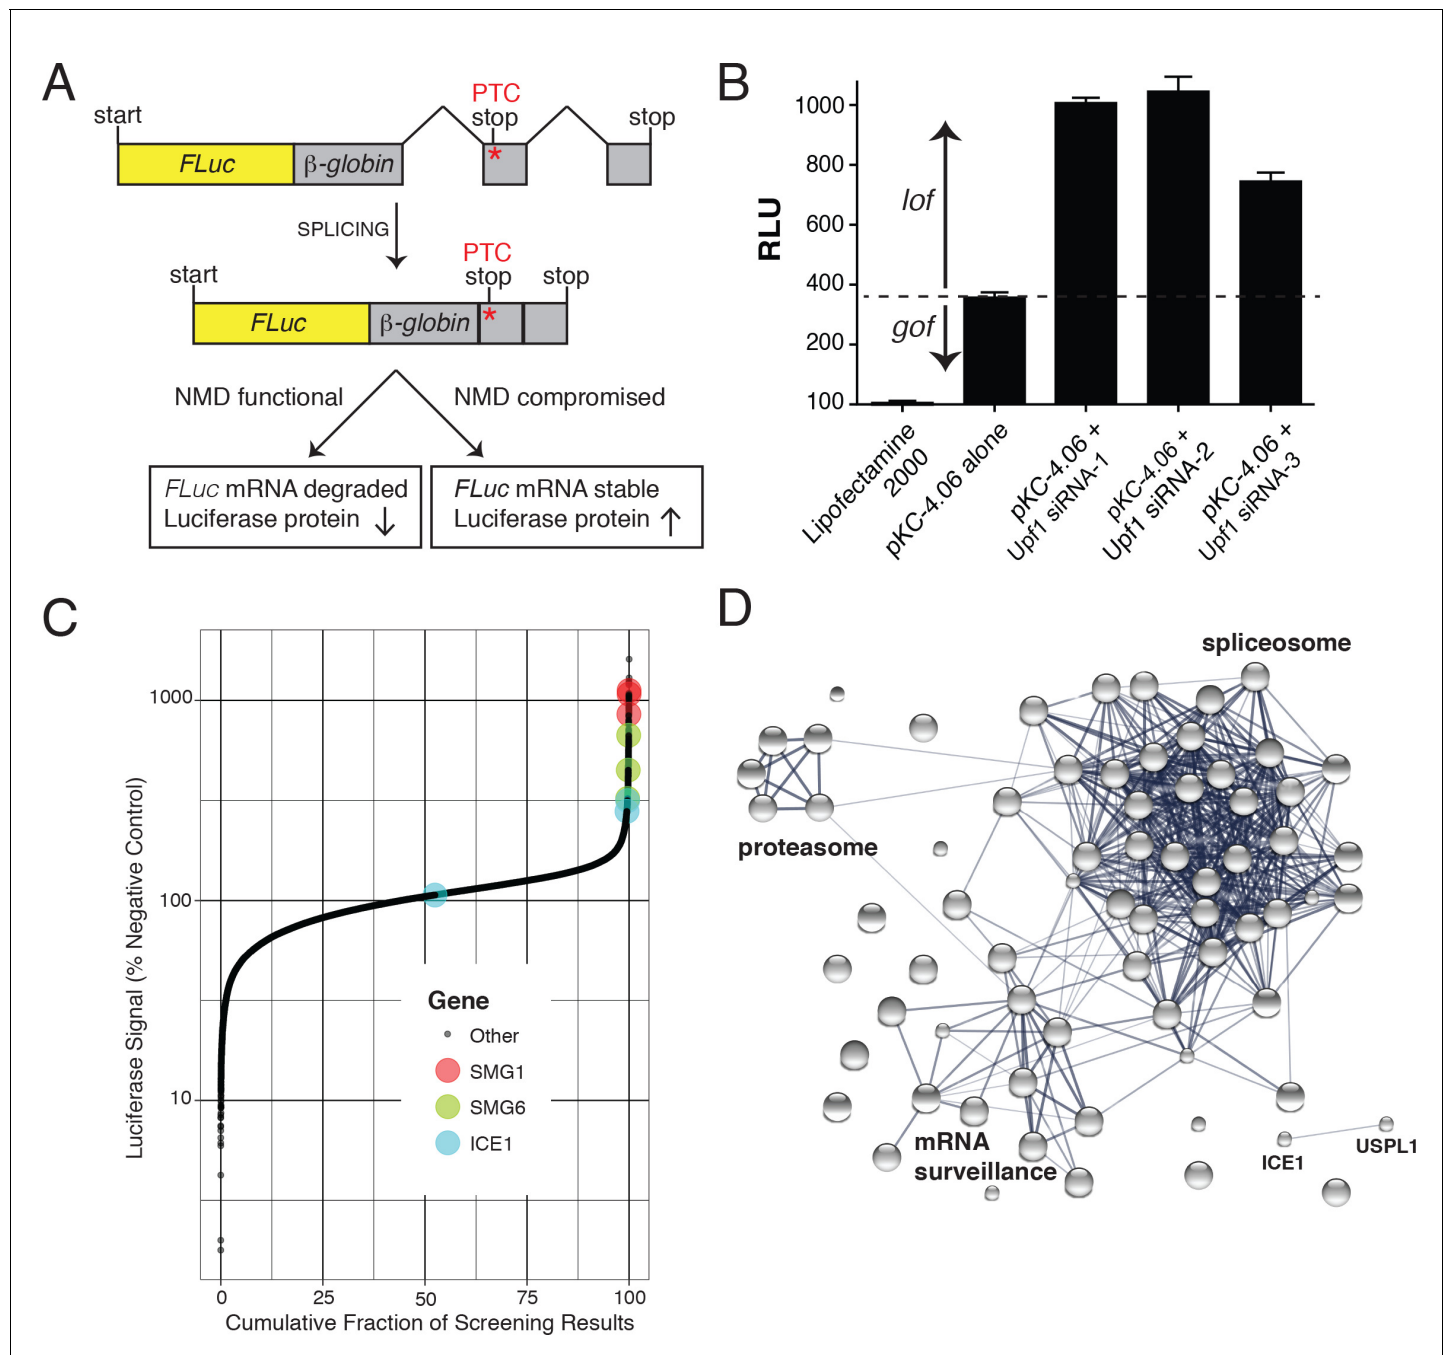 A
PTC
start
stop
stop
*
FLuc
β-globin
SPLICING
PTC
start
stop
stop
*
FLuc
β-globin
NMD functional
NMD compromised
FLuc mRNA degraded
Luciferase protein ↓
FLuc mRNA stable
Luciferase protein ↑
B
RLU
1000
800
600
400
200
100
lof
gof
Lipofectamine
2000
pKC-4.06 alone
pKC-4.06 +
Upf1 siRNA-1
pKC-4.06 +
Upf1 siRNA-2
pKC-4.06 +
Upf1 siRNA-3
C
Luciferase Signal (% Negative Control)
1000
100
10
Gene
Other
SMG1
SMG6
ICE1
0
25
50
75
100
Cumulative Fraction of Screening Results
D
spliceosome
proteasome
mRNA
surveillance
ICE1
USPL1